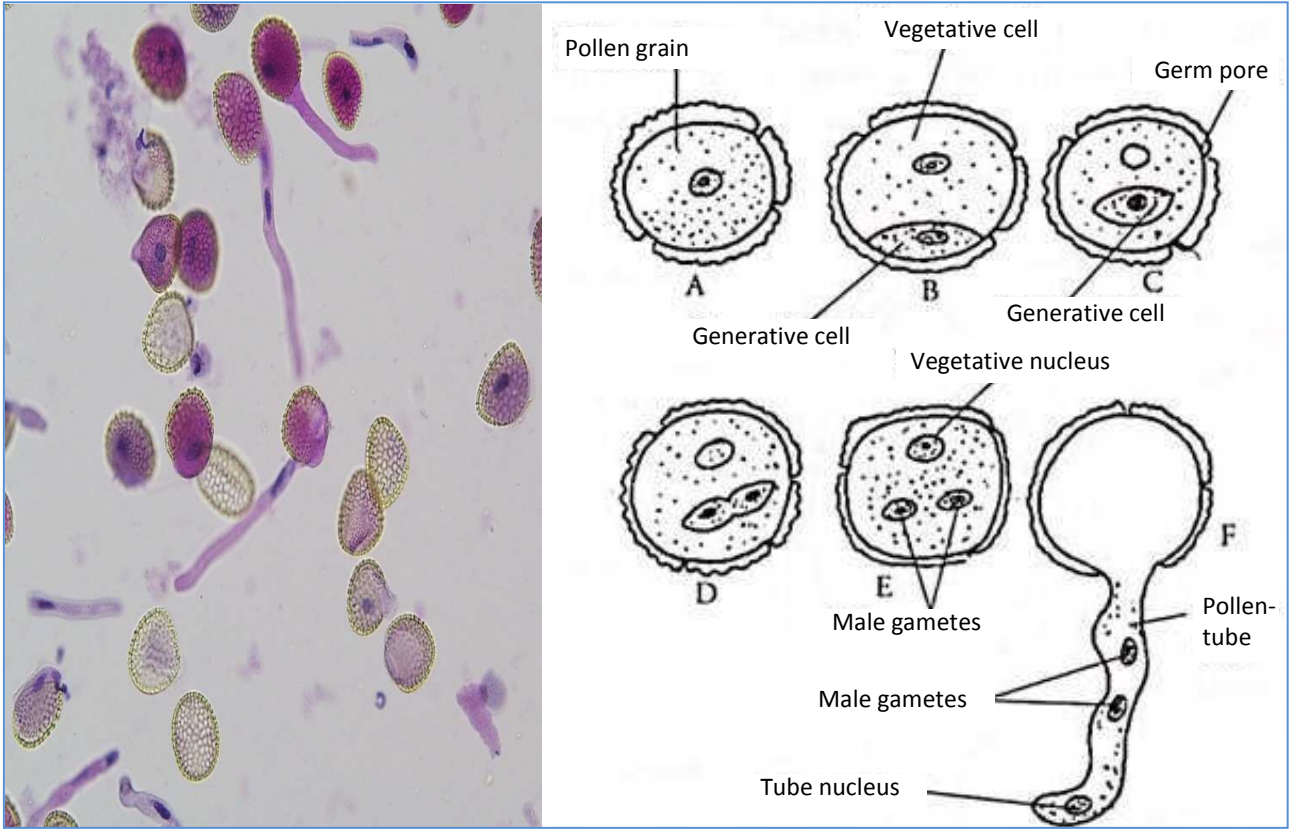 Pollen grain
Vegetative cell
Germ pore
A
B
C
Generative cell
Generative cell
Vegetative nucleus
D
E
F
Male gametes
Pollen-
tube
Male gametes
Tube nucleus